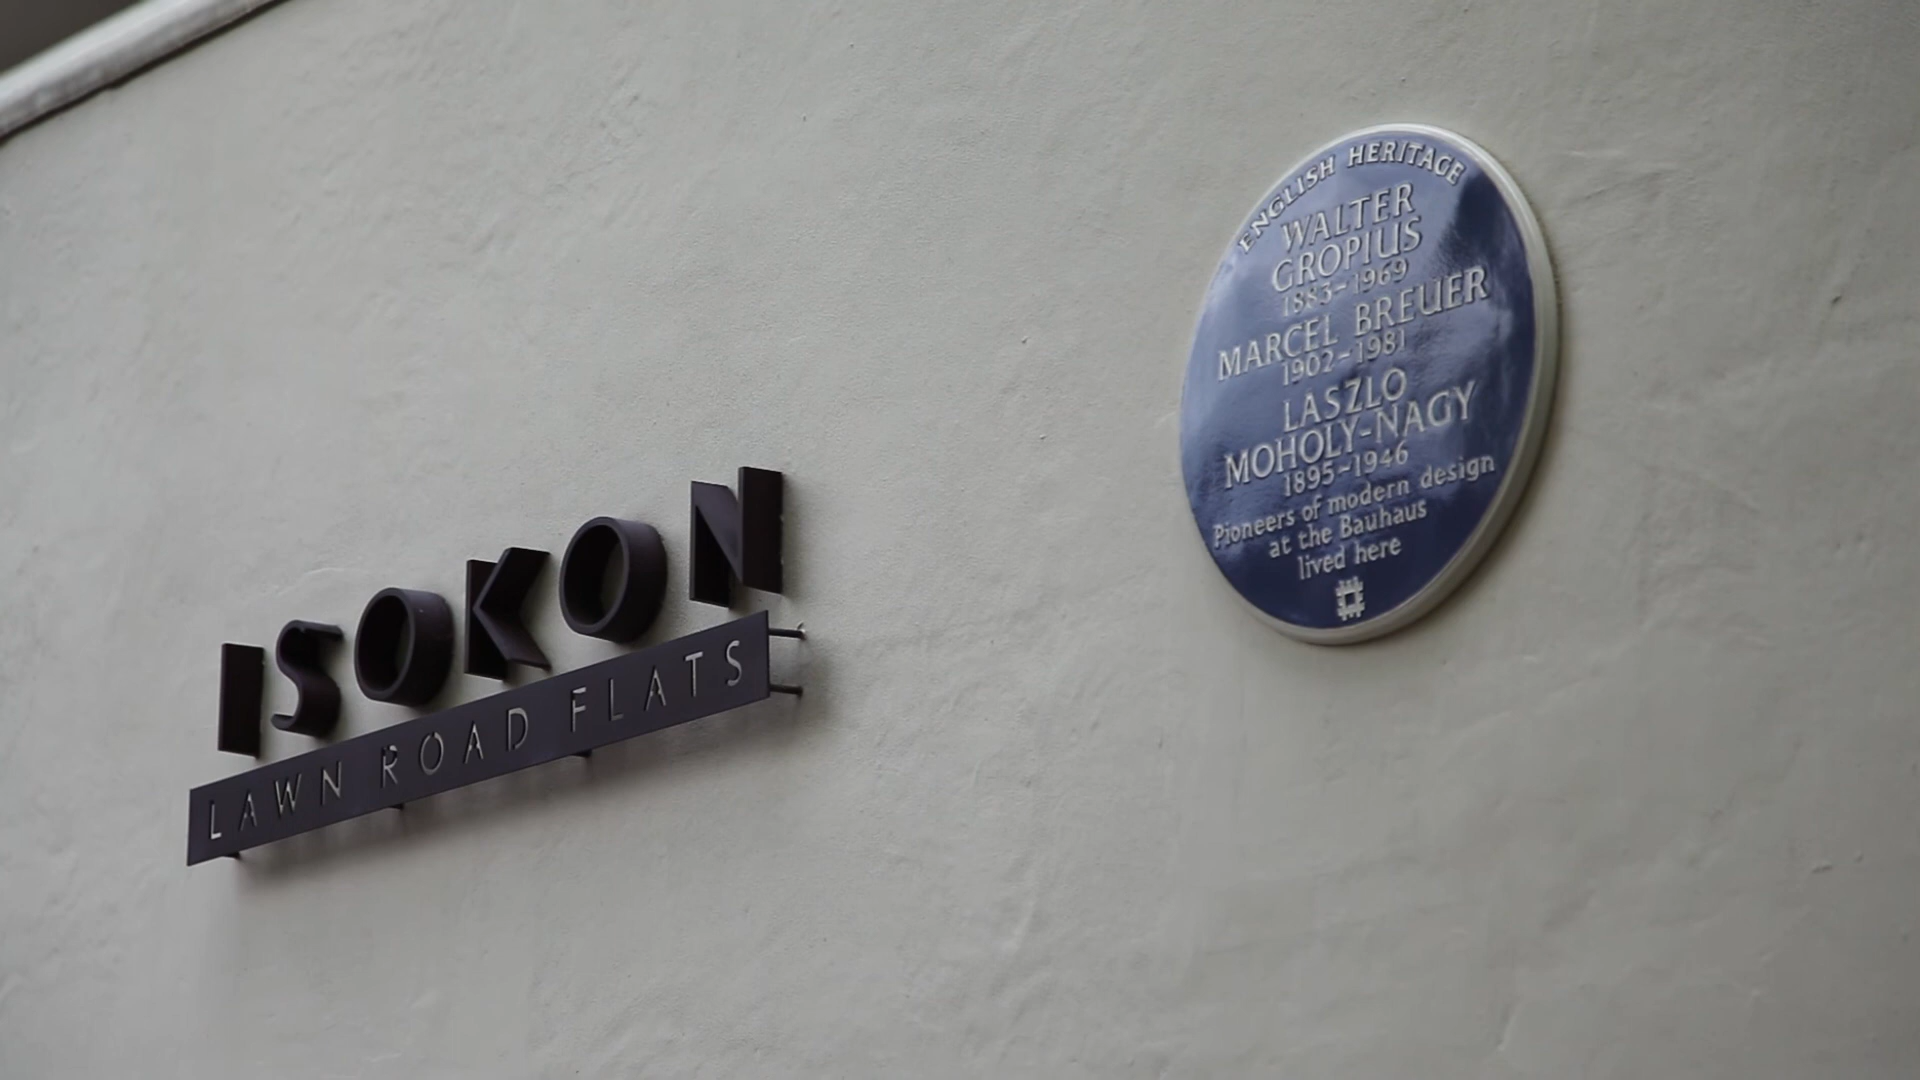 ISOKON
LAWN ROAD FLATS
ENGLISH HERITAGE
WALTER
GROPIUS
1883-1969
MARCEL BREUER
1902-1981
LASZLO
MOHOLY-NAGY
1895-1946
Pioneers of modern design
at the Bauhaus
lived here